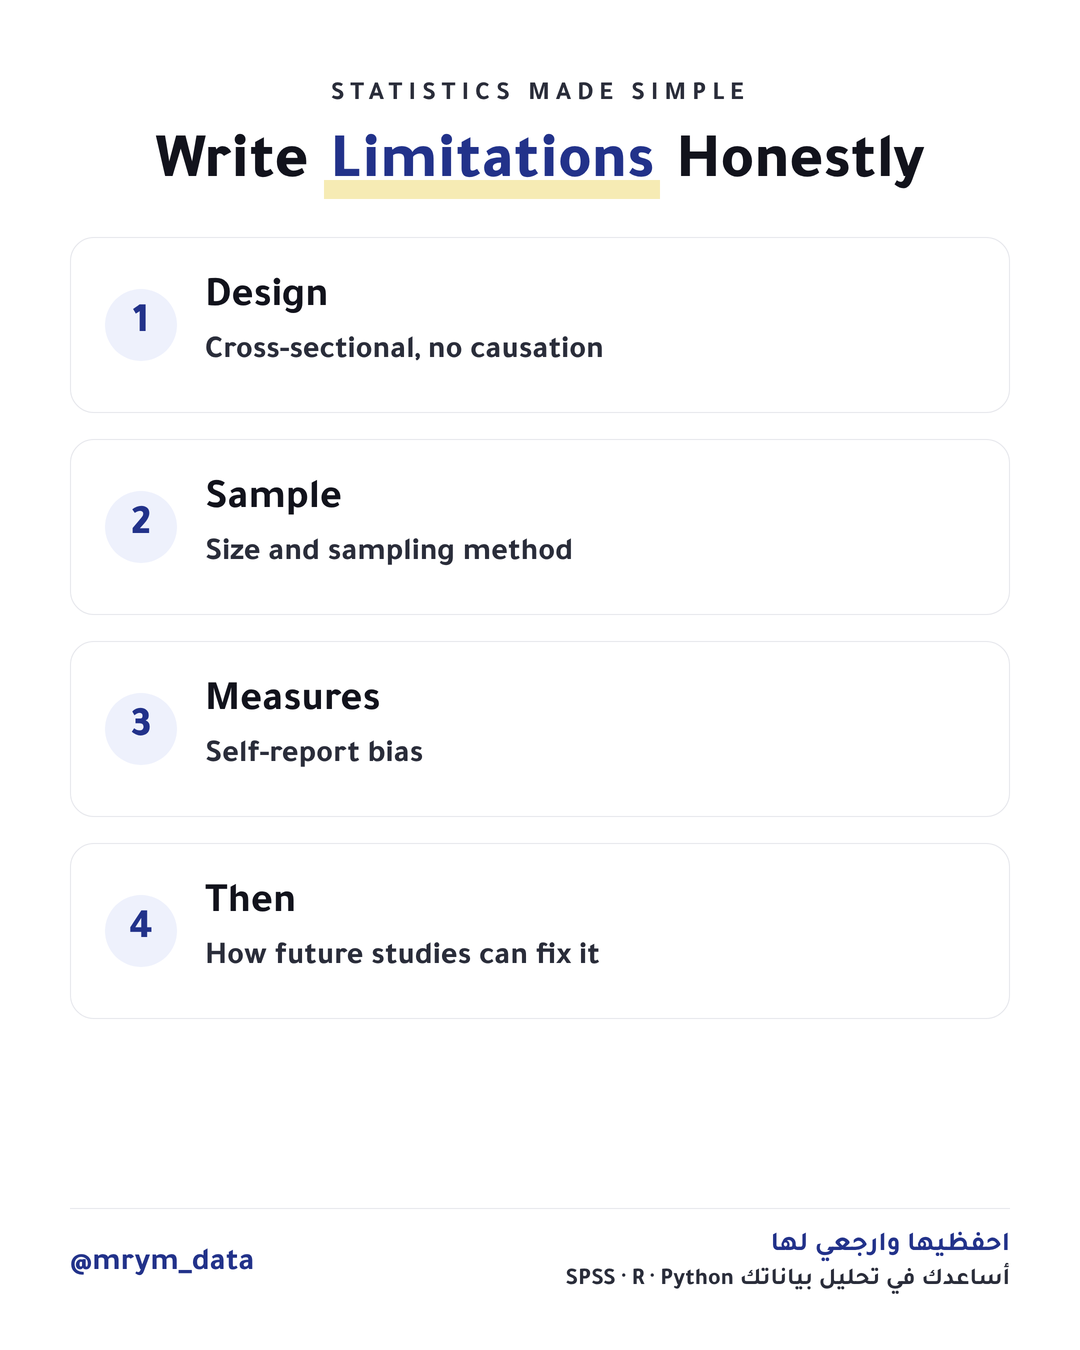 STATISTICS MADE SIMPLE
Write Limitations Honestly
1
Design
Cross-sectional, no causation
2
Sample
Size and sampling method
3
Measures
Self-report bias
4
Then
How future studies can fix it
@mrym_data
احفظيها وارجعي لها
أساعدك في تحليل بياناتك SPSS · R · Python